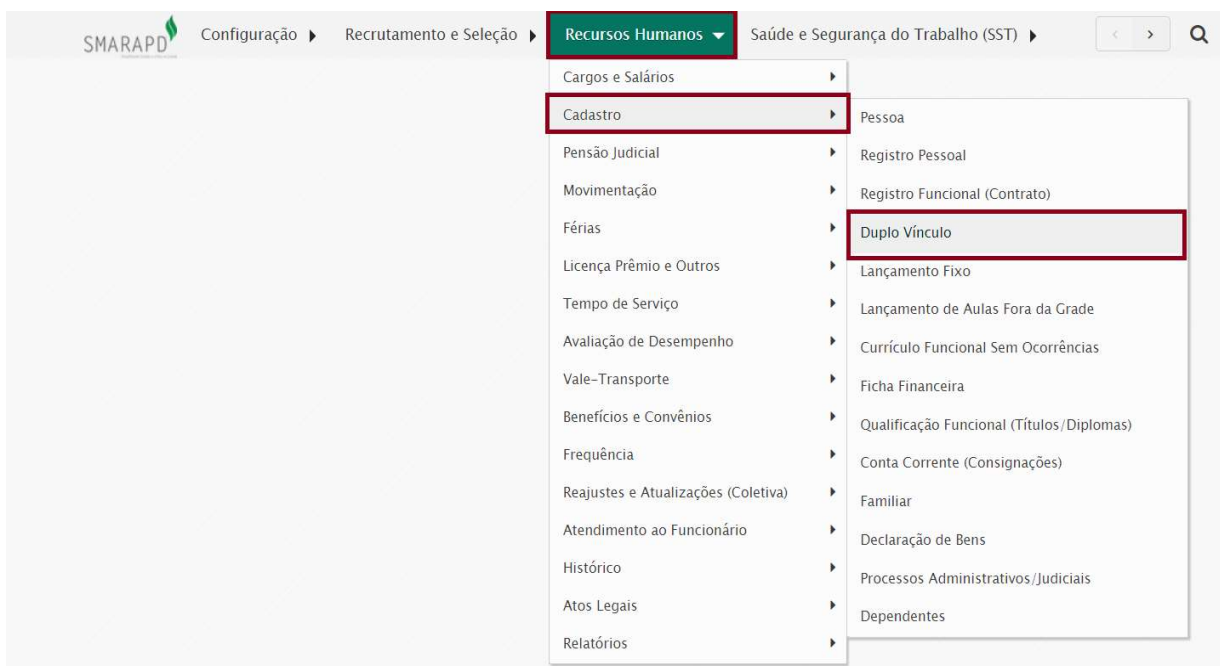 SMARAPD
Configuração
Recrutamento e Seleção
Recursos Humanos
Saúde e Segurança do Trabalho (SST)
Cargos e Salários
Cadastro
Pensão Judicial
Movimentação
Férias
Licença Prêmio e Outros
Tempo de Serviço
Avaliação de Desempenho
Vale-Transporte
Benefícios e Convênios
Frequência
Reajustes e Atualizações (Coletiva)
Atendimento ao Funcionário
Histórico
Atos Legais
Relatórios
Pessoa
Registro Pessoal
Registro Funcional (Contrato)
Duplo Vínculo
Lançamento Fixo
Lançamento de Aulas Fora da Grade
Currículo Funcional Sem Ocorrências
Ficha Financeira
Qualificação Funcional (Títulos/Diplomas)
Conta Corrente (Consignações)
Familiar
Declaração de Bens
Processos Administrativos/Judiciais
Dependentes